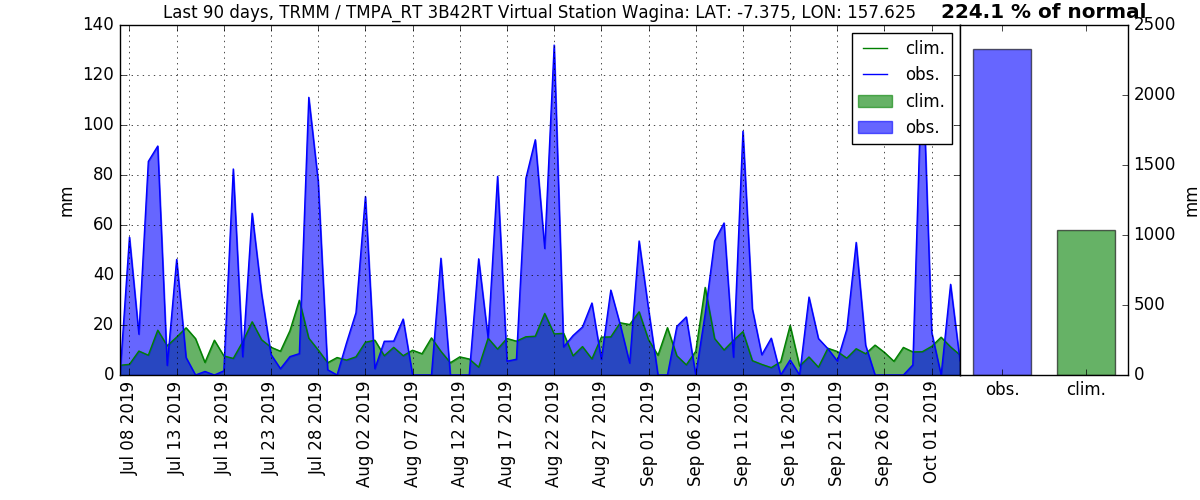 Last 90 days, TRMM / TMPA_RT 3B42RT Virtual Station Wagina: LAT: -7.375, LON: 157.625
224.1 % of normal
140
120
100
80
60
40
20
0
mm
clim.
obs.
clim.
obs.
2500
2000
1500
1000
500
0
mm
obs.
clim.
Jul 08 2019
Jul 13 2019
Jul 18 2019
Jul 23 2019
Jul 28 2019
Aug 02 2019
Aug 07 2019
Aug 12 2019
Aug 17 2019
Aug 22 2019
Aug 27 2019
Sep 01 2019
Sep 06 2019
Sep 11 2019
Sep 16 2019
Sep 21 2019
Sep 26 2019
Oct 01 2019